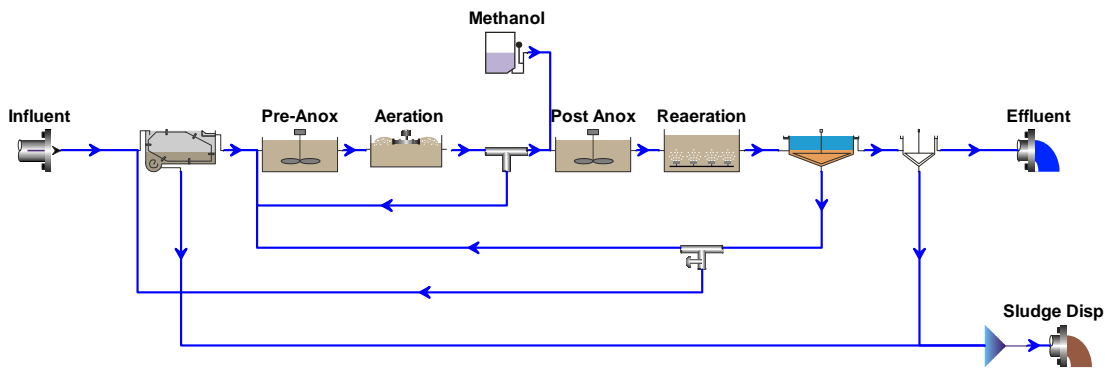 Methanol
Influent
Pre-Anox
Aeration
Post Anox
Reaeration
Effluent
Sludge Disp